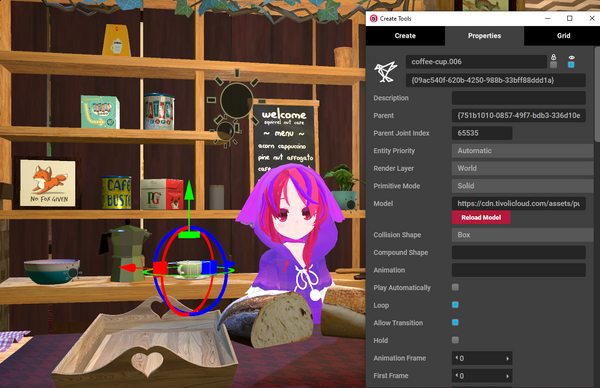 Create Tools
Create
Properties
Grid
coffee-cup.006
{09ac540f-620b-4250-988b-33bff88ddd1a}
Description
Parent
{751b1010-0857-49f7-bdb3-336d10e
Parent Joint Index
65535
Entity Priority
Automatic
Render Layer
World
Primitive Mode
Solid
Model
https://cdn.tivolicloud.com/assets/pu
Reload Model
Collision Shape
Box
Compound Shape
Animation
Play Automatically
Loop
Allow Transition
Hold
Animation Frame
0
First Frame
0
welcome
squirrel nut cafe
~ menu ~
acorn cappuccino
pine nut affogato
NO FOX GIVEN
CAFÉ
BUSTELO
PG